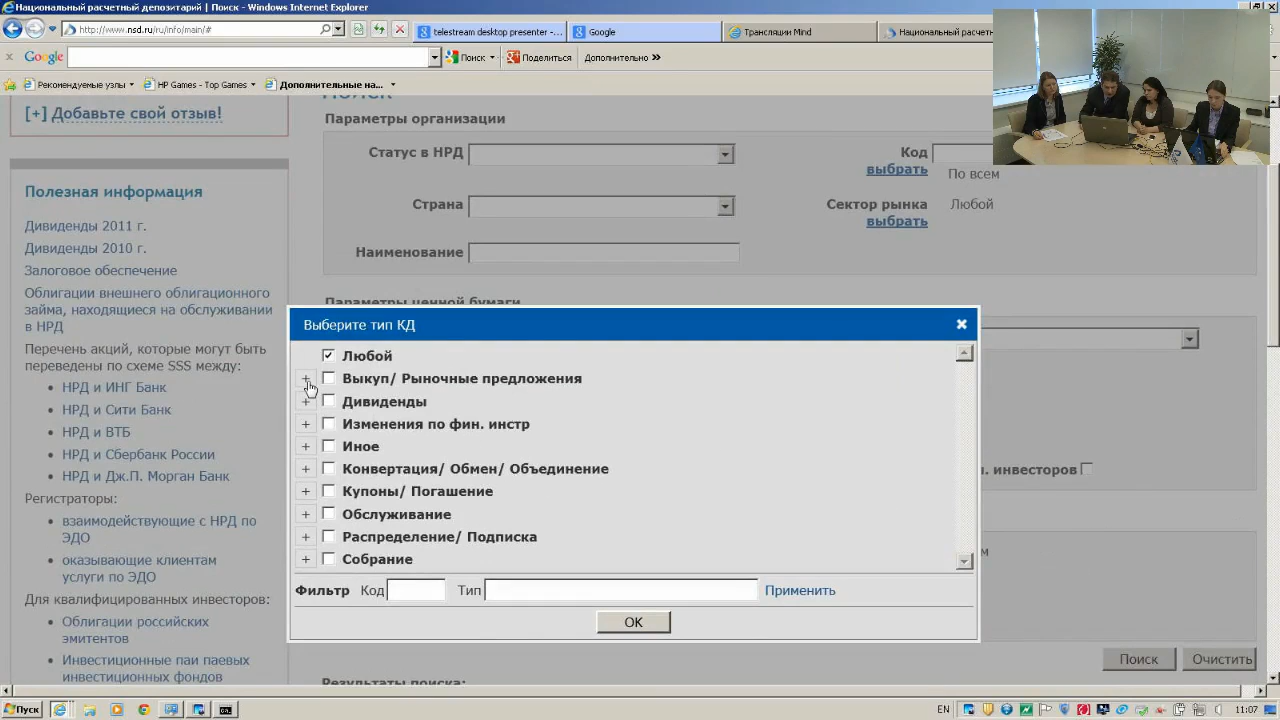 Национальный расчетный депозитарий | Поиск - Windows Internet Explorer
http://www.nsd.ru/ru/info/main/#
telestream desktop presenter -...
Google
Трансляции Mind
Национальный расчетн
Google
Поиск
Поделиться
Дополнительно »
Рекомендуемые узлы
HP Games - Top Games
Дополнительные на...
[+] Добавьте свой отзыв!
Полезная информация
Дивиденды 2011 г.
Дивиденды 2010 г.
Залоговое обеспечение
Облигации внешнего облигационного
займа, находящиеся на обслуживании
в НРД
Перечень акций, которые могут быть
переведены по схеме SSS между:
НРД и ИНГ Банк
НРД и Сити Банк
НРД и ВТБ
НРД и Сбербанк России
НРД и Дж.П. Морган Банк
Регистраторы:
взаимодействующие с НРД по
ЭДО
оказывающие клиентам
услуги по ЭДО
Для квалифицированных инвесторов:
Облигации российских
эмитентов
Инвестиционные паи паевых
инвестиционных фондов
Поиск
Параметры организации
Статус в НРД
Код
выбрать
По всем
Страна
Сектор рынка
выбрать
Любой
Наименование
Параметры ценной бумаги
Выберите тип КД
Любой
+ Выкуп/ Рыночные предложения
+ Дивиденды
+ Изменения по фин. инстр
+ Иное
+ Конвертация/ Обмен/ Объединение
+ Купоны/ Погашение
+ Обслуживание
+ Распределение/ Подписка
+ Собрание
Фильтр Код Тип Применить
OK
инвесторов
Поиск
Очистить
Результаты поиска:
Пуск
EN
11:07